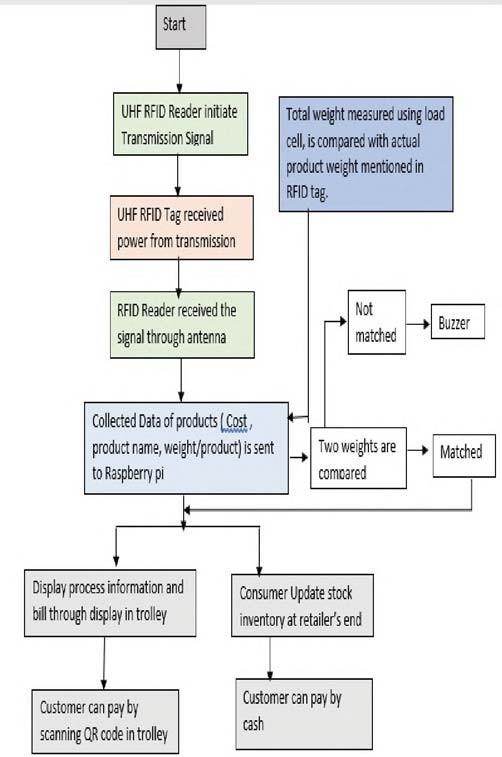 Start
UHF RFID Reader initiate
Transmission Signal
Total weight measured using load
cell, is compared with actual
product weight mentioned in
RFID tag.
UHF RFID Tag received
power from transmission
RFID Reader received the
signal through antenna
Not
matched
Buzzer
Collected Data of products ( Cost ,
product name, weight/product) is sent
to Raspberry pi
Two weights are
compared
Matched
Display process information and
bill through display in trolley
Consumer Update stock
inventory at retailer's end
Customer can pay by
scanning QR code in trolley
Customer can pay by
cash